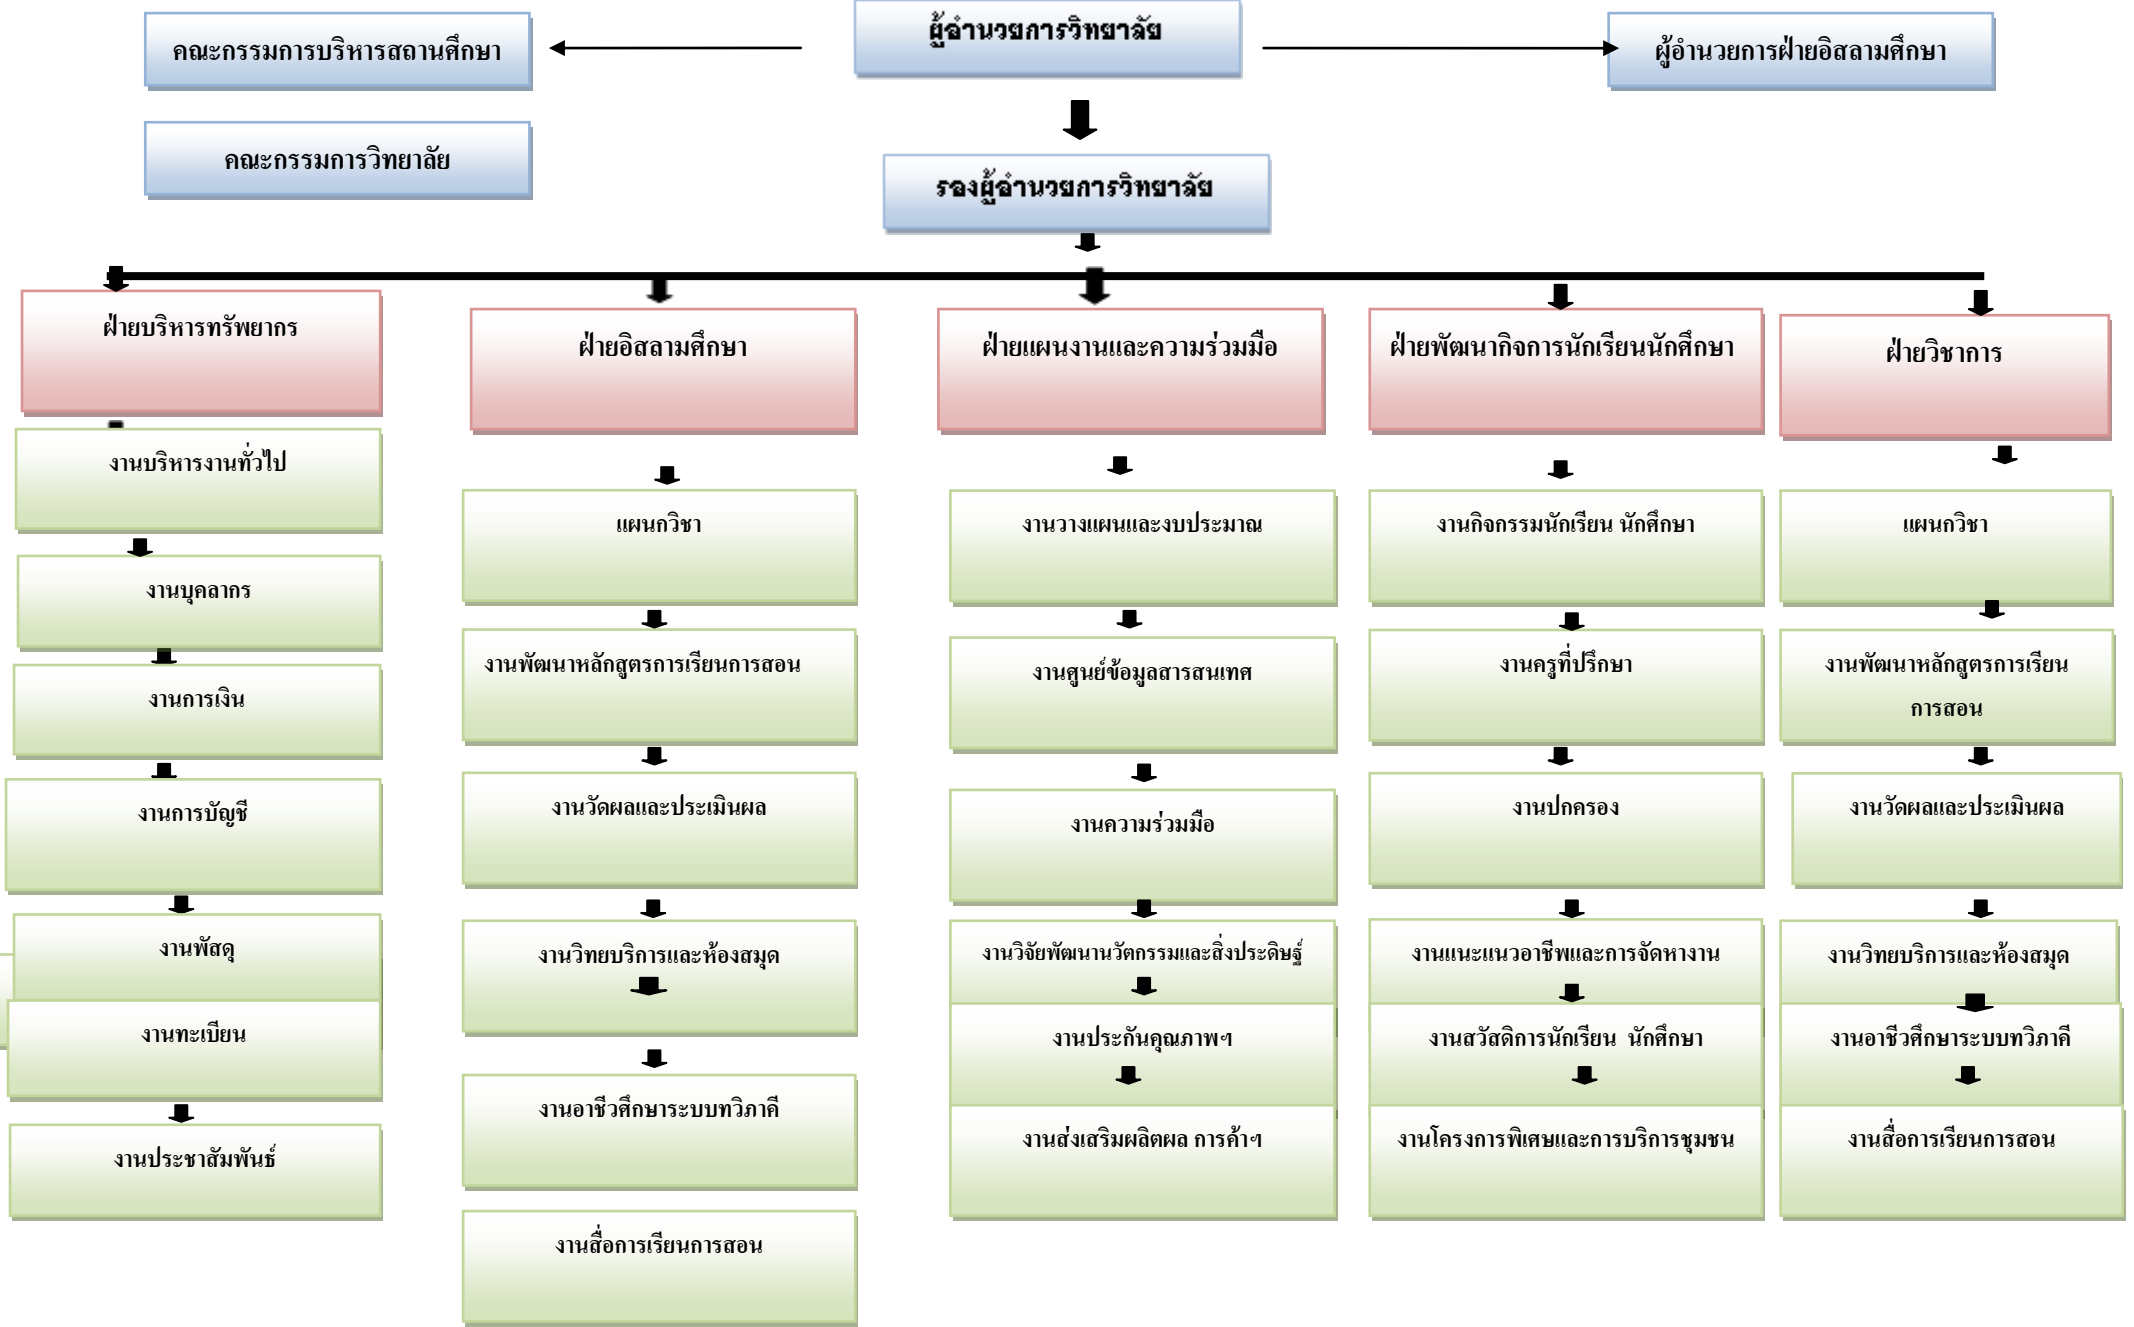 ผู้อำนวยการวิทยาลัย
คณะกรรมการบริหารสถานศึกษา
ผู้อำนวยการฝ่ายอิสลามศึกษา
คณะกรรมการวิทยาลัย
รองผู้อำนวยการวิทยาลัย
ฝ่ายบริหารทรัพยากร
งานบริหารงานทั่วไป
งานบุคลากร
งานการเงิน
งานการบัญชี
งานพัสดุ
งานทะเบียน
งานประชาสัมพันธ์
ฝ่ายอิสลามศึกษา
แผนกวิชา
งานพัฒนาหลักสูตรการเรียนการสอน
งานวัดผลและประเมินผล
งานวิทยบริการและห้องสมุด
งานอาชีวศึกษาระบบทวิภาคี
งานสื่อการเรียนการสอน
ฝ่ายแผนงานและความร่วมมือ
งานวางแผนและงบประมาณ
งานศูนย์ข้อมูลสารสนเทศ
งานความร่วมมือ
งานวิจัยพัฒนานวัตกรรมและสิ่งประดิษฐ์
งานประกันคุณภาพฯ
งานส่งเสริมผลิตผล การค้าฯ
ฝ่ายพัฒนากิจการนักเรียนนักศึกษา
งานกิจกรรมนักเรียน นักศึกษา
งานครูที่ปรึกษา
งานปกครอง
งานแนะแนวอาชีพและการจัดหางาน
งานสวัสดิการนักเรียน  นักศึกษา
งานโครงการพิเศษและการบริการชุมชน
ฝ่ายวิชาการ
แผนกวิชา
งานพัฒนาหลักสูตรการเรียน
การสอน
งานวัดผลและประเมินผล
งานวิทยบริการและห้องสมุด
งานอาชีวศึกษาระบบทวิภาคี
งานสื่อการเรียนการสอน